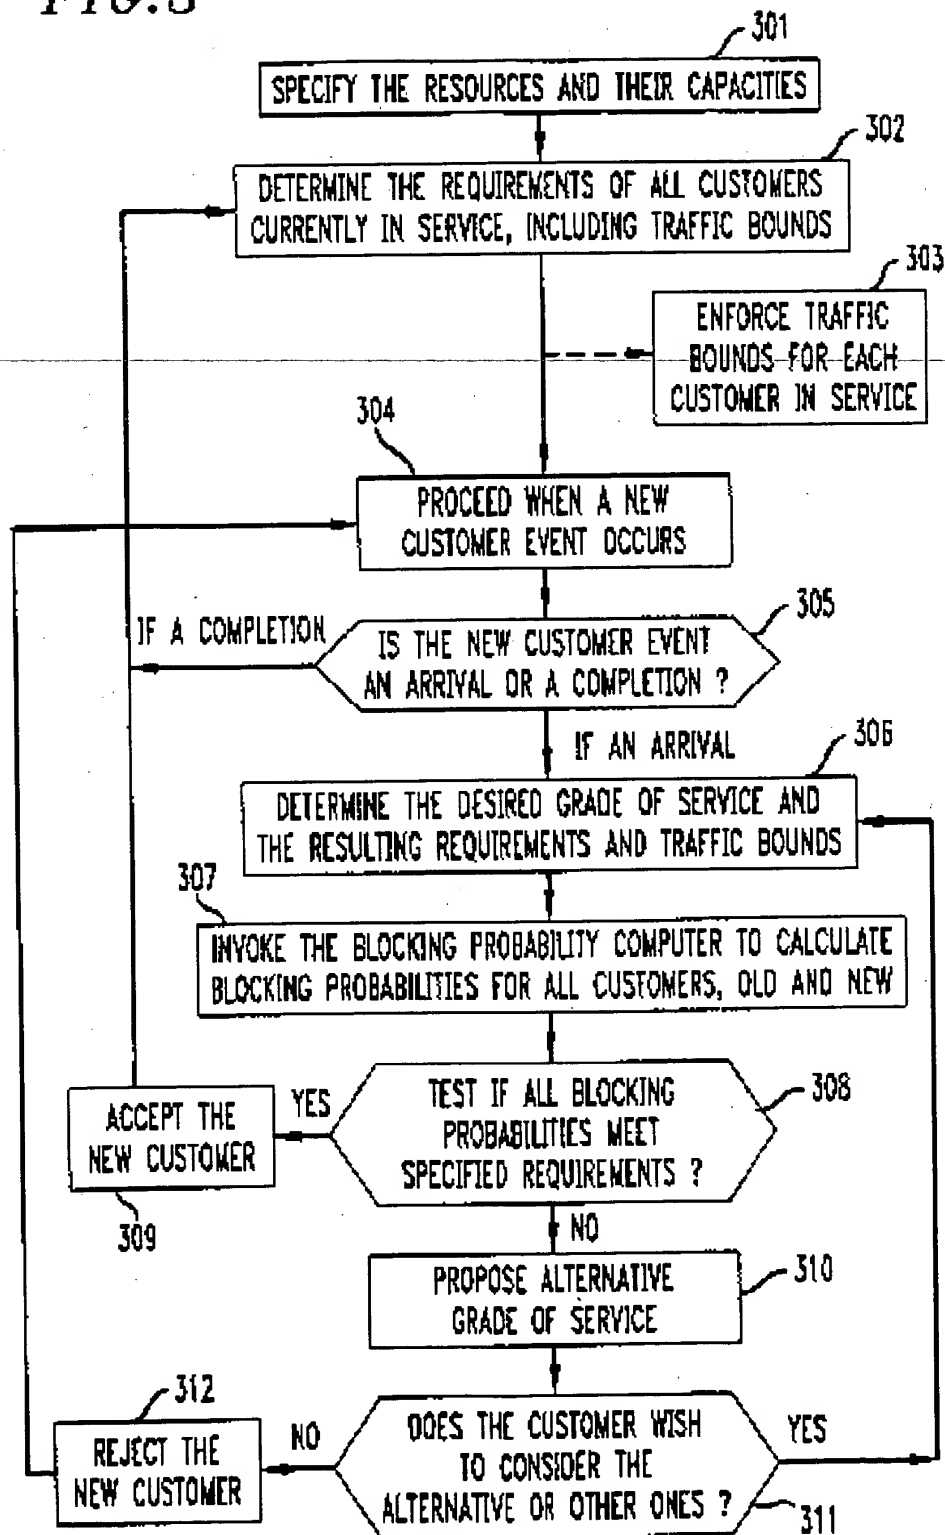 FIG. 3
301
SPECIFY THE RESOURCES AND THEIR CAPACITIES
302
DETERMINE THE REQUIREMENTS OF ALL CUSTOMERS
CURRENTLY IN SERVICE, INCLUDING TRAFFIC BOUNDS
303
ENFORCE TRAFFIC
BOUNDS FOR EACH
CUSTOMER IN SERVICE
304
PROCEED WHEN A NEW
CUSTOMER EVENT OCCURS
305
IF A COMPLETION
IS THE NEW CUSTOMER EVENT
AN ARRIVAL OR A COMPLETION ?
IF AN ARRIVAL
306
DETERMINE THE DESIRED GRADE OF SERVICE AND
THE RESULTING REQUIREMENTS AND TRAFFIC BOUNDS
307
INVOKE THE BLOCKING PROBABILITY COMPUTER TO CALCULATE
BLOCKING PROBABILITIES FOR ALL CUSTOMERS, OLD AND NEW
308
TEST IF ALL BLOCKING
PROBABILITIES MEET
SPECIFIED REQUIREMENTS ?
YES
ACCEPT THE
NEW CUSTOMER
309
NO
310
PROPOSE ALTERNATIVE
GRADE OF SERVICE
311
DOES THE CUSTOMER WISH
TO CONSIDER THE
ALTERNATIVE OR OTHER ONES ?
YES
NO
312
REJECT THE
NEW CUSTOMER